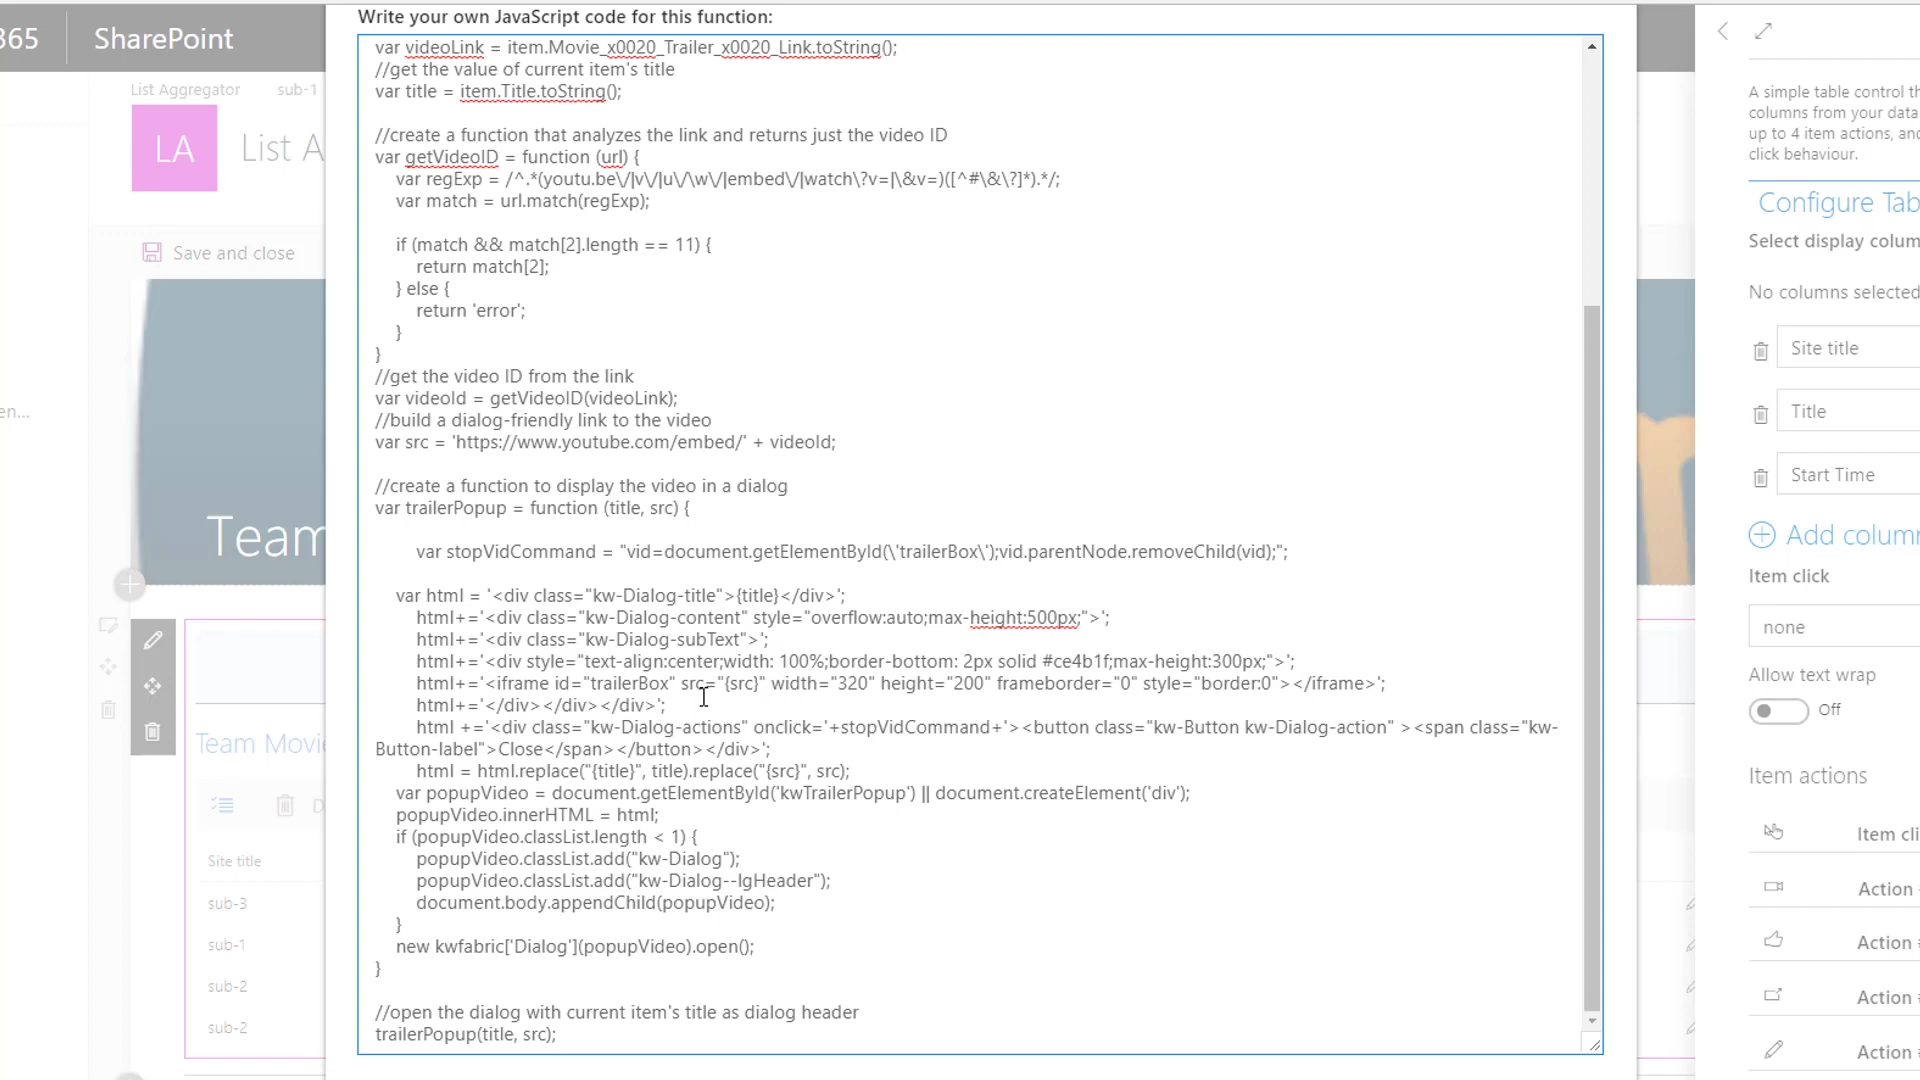 365
SharePoint
List Aggregator
sub-1
LA
List A
Save and close
en...
Team
Team Movie
D
Site title
sub-3
sub-1
sub-2
sub-2
Write your own JavaScript code for this function:
var videoLink = item.Movie_x0020_Trailer_x0020_Link.toString();
//get the value of current item's title
var title = item.Title.toString();
//create a function that analyzes the link and returns just the video ID
var getVideoID = function (url) {
var regExp = /^.*(youtu.be\/|v\/|u\/\w\/|embed\/|watch\?v=|\&v=)([^#\&\?]*).*/;
var match = url.match(regExp);
if (match && match[2].length == 11) {
return match[2];
} else {
return 'error';
}
}
//get the video ID from the link
var videoId = getVideoID(videoLink);
//build a dialog-friendly link to the video
var src = 'https://www.youtube.com/embed/' + videoId;
//create a function to display the video in a dialog
var trailerPopup = function (title, src) {
var stopVidCommand = "vid=document.getElementById(\'trailerBox\');vid.parentNode.removeChild(vid);";
var html = '<div class="kw-Dialog-title">{title}</div>';
html+='<div class="kw-Dialog-content" style="overflow:auto;max-height:500px;">';
html+='<div class="kw-Dialog-subText">';
html+='<div style="text-align:center;width: 100%;border-bottom: 2px solid #ce4b1f;max-height:300px;">';
html+='<iframe id="trailerBox" src="{src}" width="320" height="200" frameborder="0" style="border:0"></iframe>';
html+='</div></div></div>';
html +='<div class="kw-Dialog-actions" onclick='+stopVidCommand+'><button class="kw-Button kw-Dialog-action" ><span class="kw-
Button-label">Close</span></button></div>';
html = html.replace("{title}", title).replace("{src}", src);
var popupVideo = document.getElementById('kwTrailerPopup') || document.createElement('div');
popupVideo.innerHTML = html;
if (popupVideo.classList.length < 1) {
popupVideo.classList.add("kw-Dialog");
popupVideo.classList.add("kw-Dialog--lgHeader");
document.body.appendChild(popupVideo);
}
new kwfabric['Dialog'](popupVideo).open();
}
//open the dialog with current item's title as dialog header
trailerPopup(title, src);
A simple table control th
columns from your data
up to 4 item actions, and
click behaviour.
Configure Tab
Select display colum
No columns selected
Site title
Title
Start Time
Add column
Item click
none
Allow text wrap
Off
Item actions
Item cli
Action
Action
Action
Action